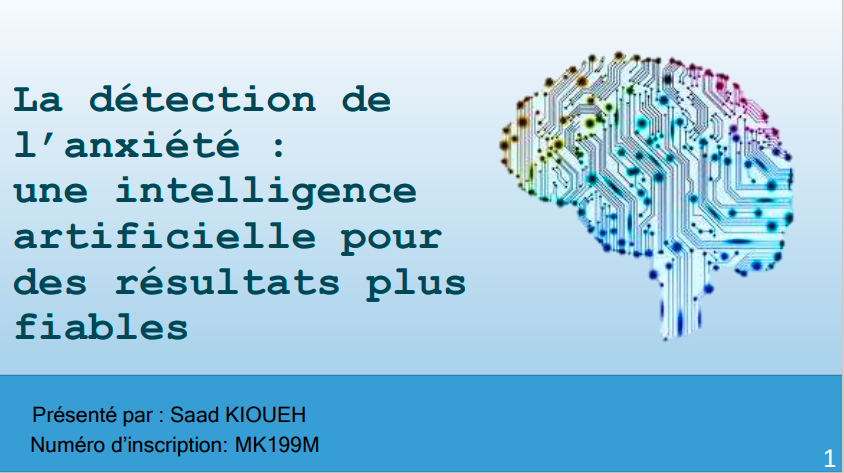 La détection de
l’anxiété :
une intelligence
artificielle pour
des résultats plus
fiables
Présenté par : Saad KIOUEH
Numéro d’inscription: MK199M
1